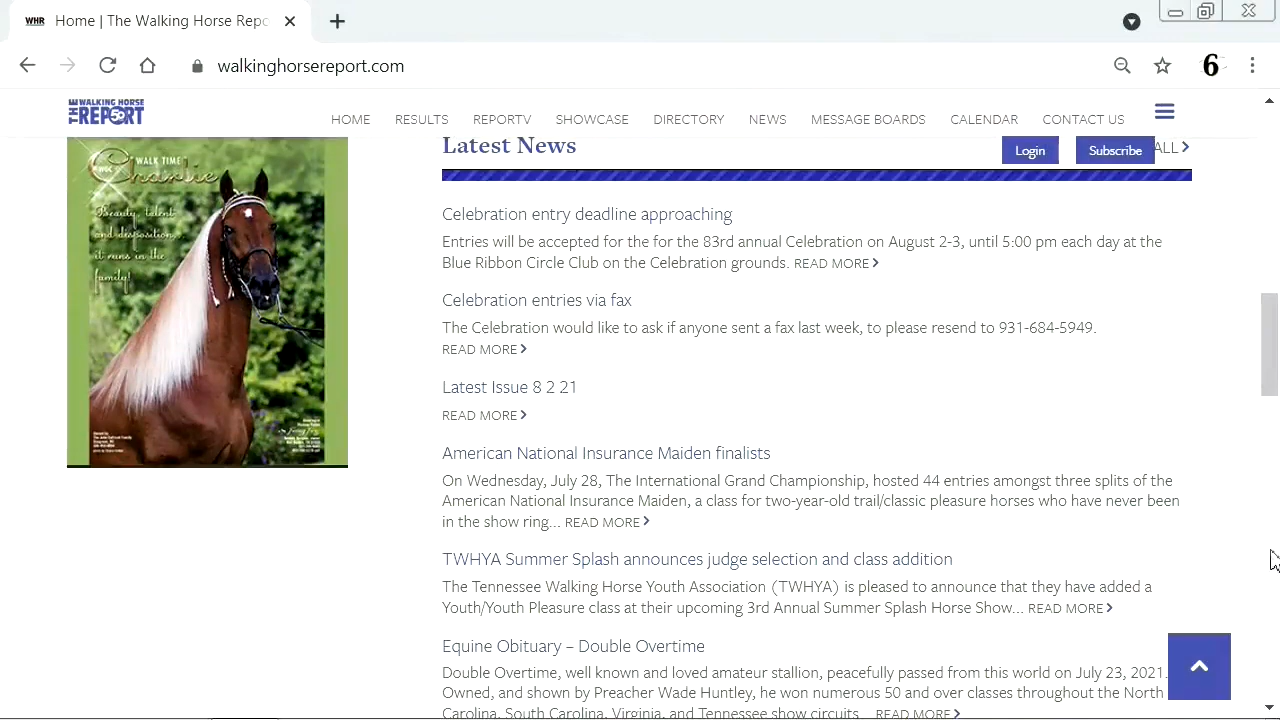 WHR Home | The Walking Horse Repo
walkinghorsereport.com
6
THE WALKING HORSE REPORT 50
HOME RESULTS REPORTV SHOWCASE DIRECTORY NEWS MESSAGE BOARDS CALENDAR CONTACT US
Latest News
Login Subscribe ALL
WALK TIME
WGC
Charlie
Beauty, talent
and disposition,
it runs in the
family!
Celebration entry deadline approaching
Entries will be accepted for the for the 83rd annual Celebration on August 2-3, until 5:00 pm each day at the
Blue Ribbon Circle Club on the Celebration grounds. READ MORE
Celebration entries via fax
The Celebration would like to ask if anyone sent a fax last week, to please resend to 931-684-5949.
READ MORE
Latest Issue 8 2 21
READ MORE
American National Insurance Maiden finalists
On Wednesday, July 28, The International Grand Championship, hosted 44 entries amongst three splits of the
American National Insurance Maiden, a class for two-year-old trail/classic pleasure horses who have never been
in the show ring... READ MORE
TWHYA Summer Splash announces judge selection and class addition
The Tennessee Walking Horse Youth Association (TWHYA) is pleased to announce that they have added a
Youth/Youth Pleasure class at their upcoming 3rd Annual Summer Splash Horse Show... READ MORE
Equine Obituary – Double Overtime
Double Overtime, well known and loved amateur stallion, peacefully passed from this world on July 23, 2021.
Owned, and shown by Preacher Wade Huntley, he won numerous 50 and over classes throughout the North
Carolina, South Carolina, Virginia, and Tennessee show circuits... READ MORE